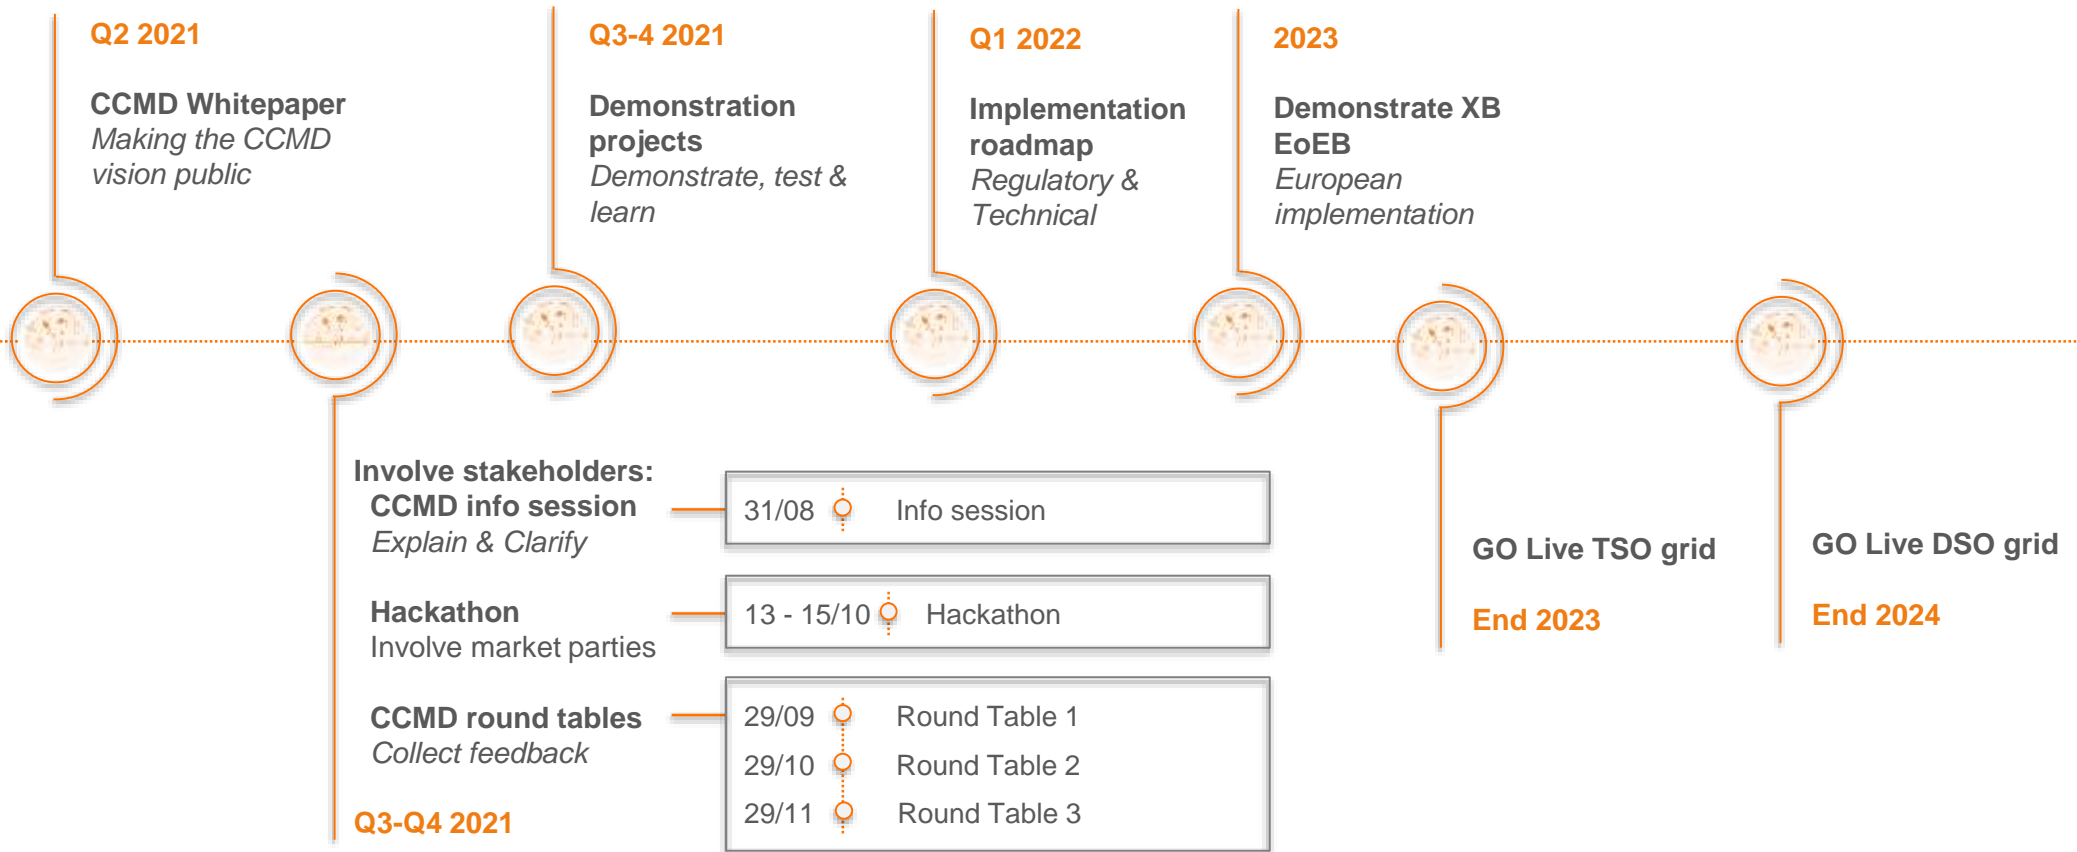 Q2 2021
CCMD Whitepaper
Making the CCMD
vision public
Q3-4 2021
Demonstration
projects
Demonstrate, test &
learn
Q1 2022
Implementation
roadmap
Regulatory &
Technical
2023
Demonstrate XB
EoEB
European
implementation
Involve stakeholders:
CCMD info session
Explain & Clarify
31/08 Info session
Hackathon
Involve market parties
13 - 15/10 Hackathon
CCMD round tables
Collect feedback
29/09 Round Table 1
29/10 Round Table 2
29/11 Round Table 3
Q3-Q4 2021
GO Live TSO grid
End 2023
GO Live DSO grid
End 2024